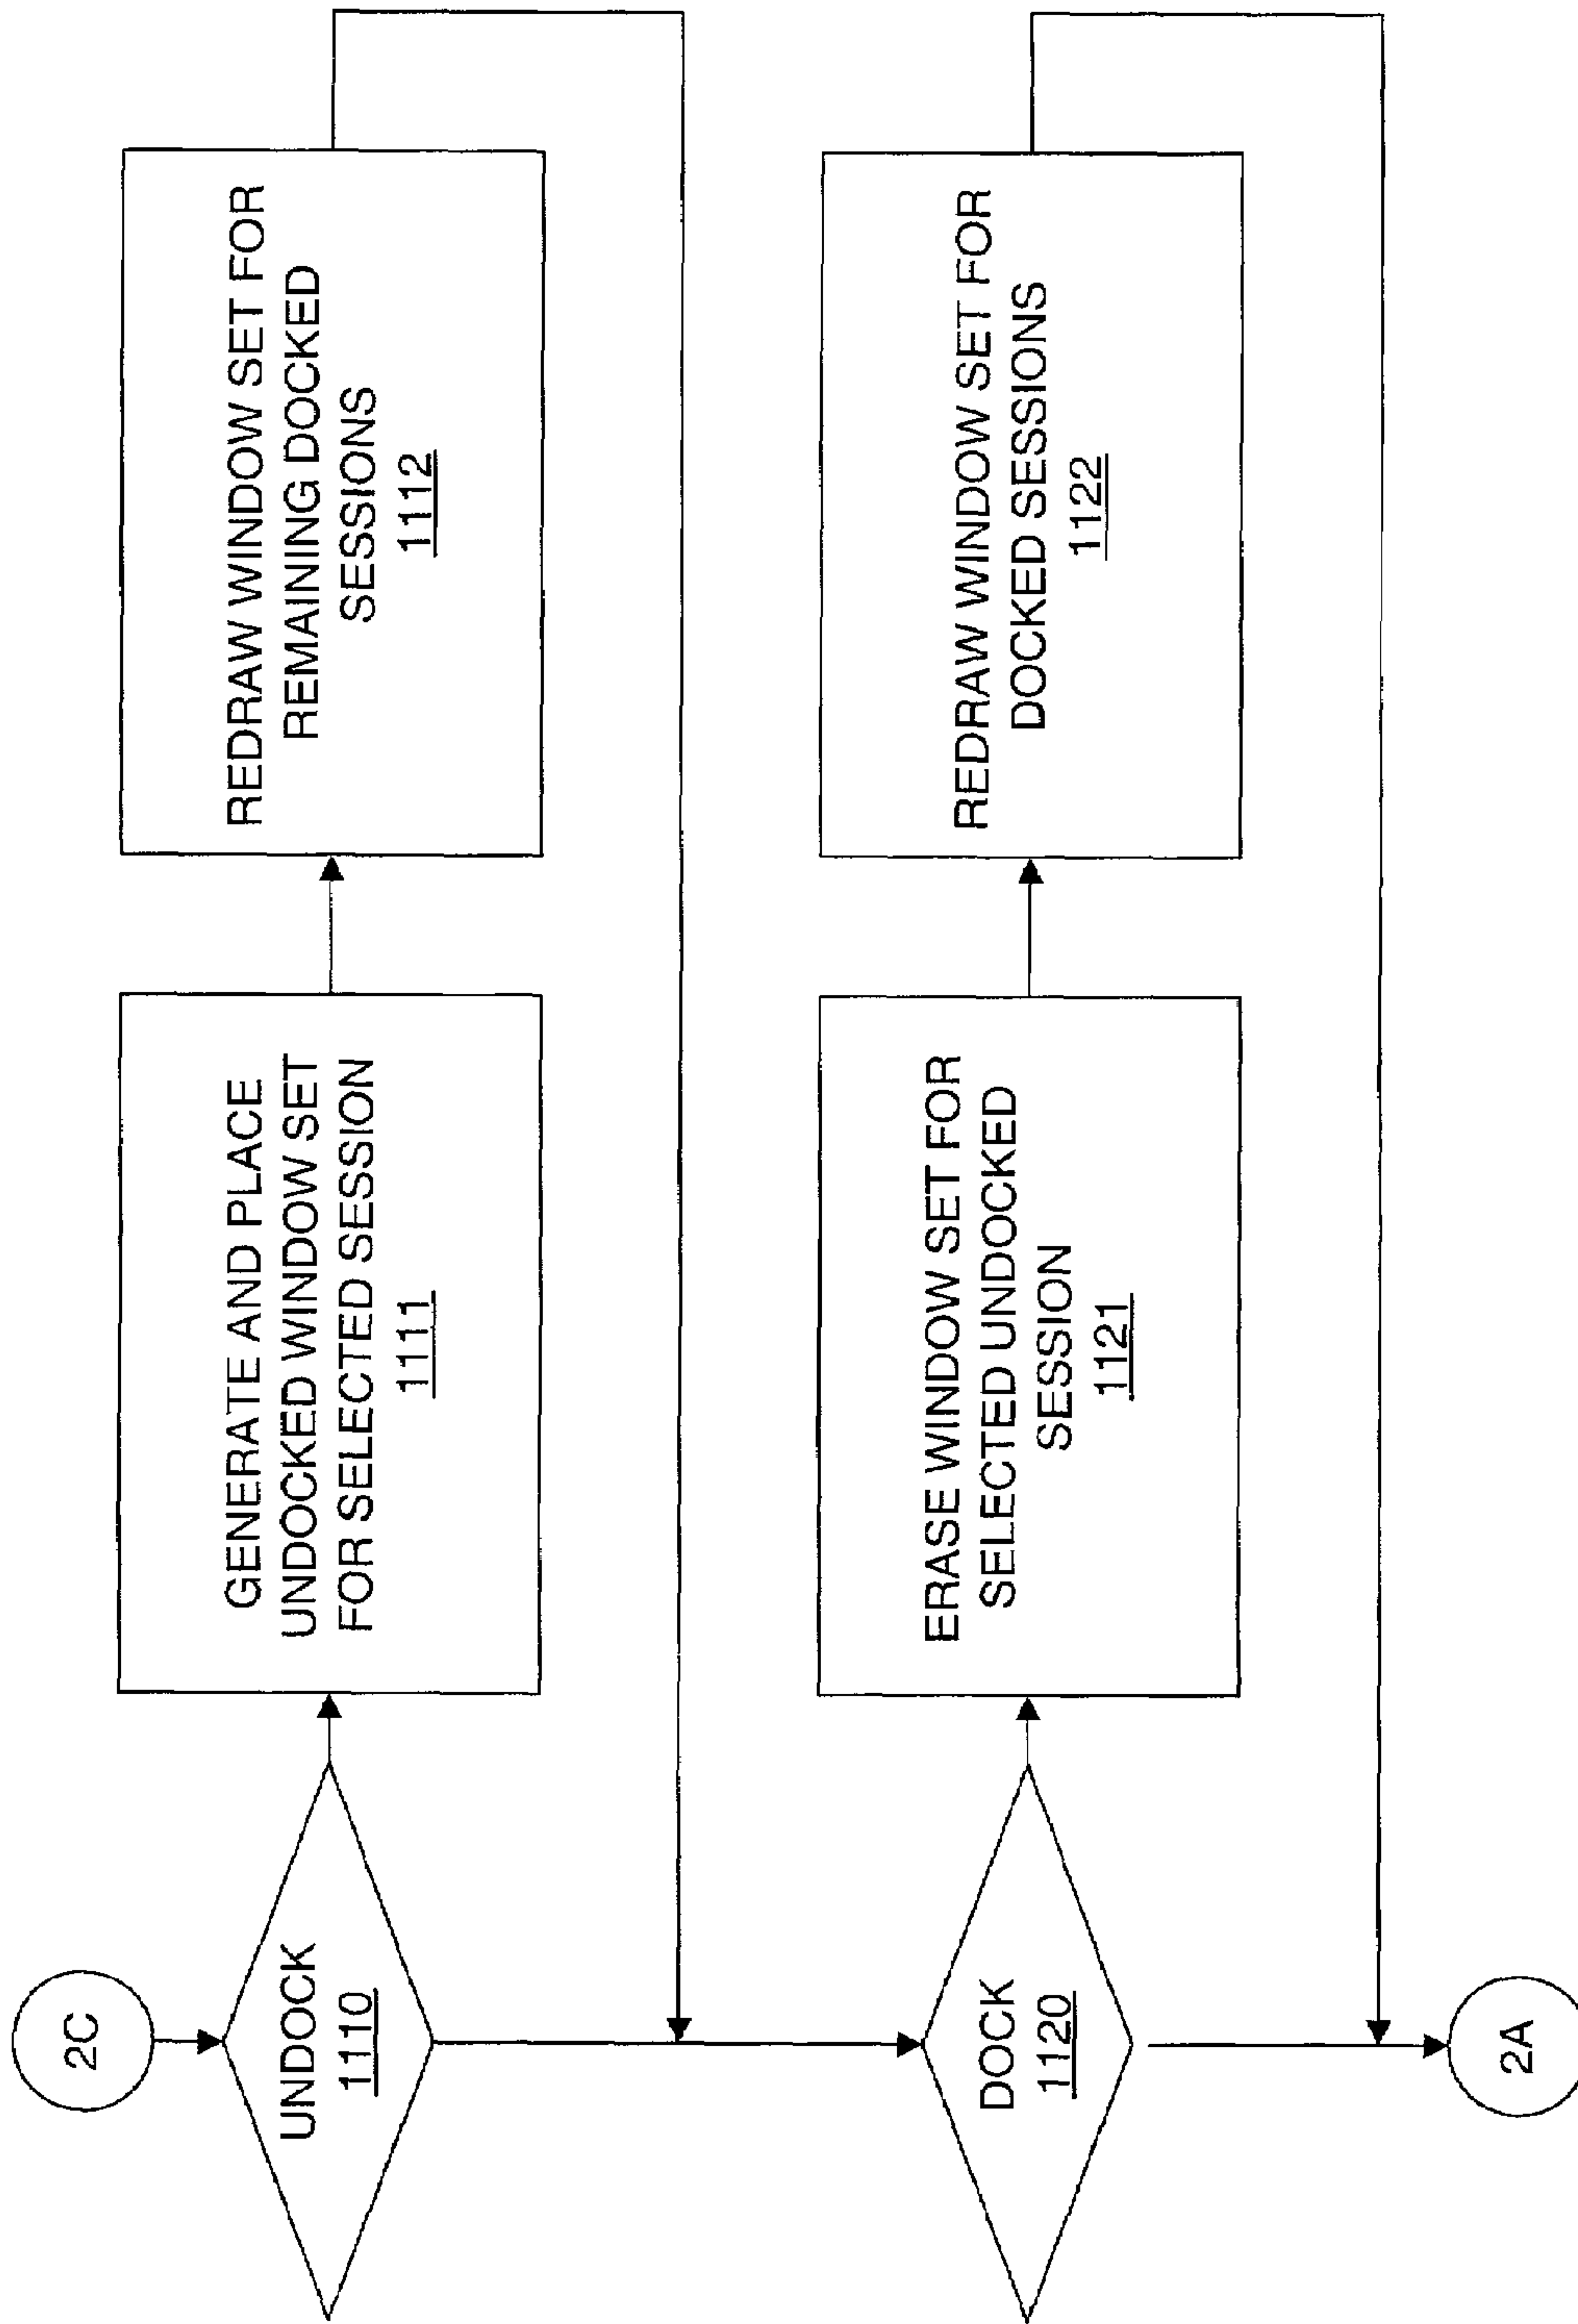 2C
UNDOCK
1110
GENERATE AND PLACE
UNDOCKED WINDOW SET
FOR SELECTED SESSION
1111
REDRAW WINDOW SET FOR
REMAINING DOCKED
SESSIONS
1112
DOCK
1120
ERASE WINDOW SET FOR
SELECTED UNDOCKED
SESSION
1121
REDRAW WINDOW SET FOR
DOCKED SESSIONS
1122
2A